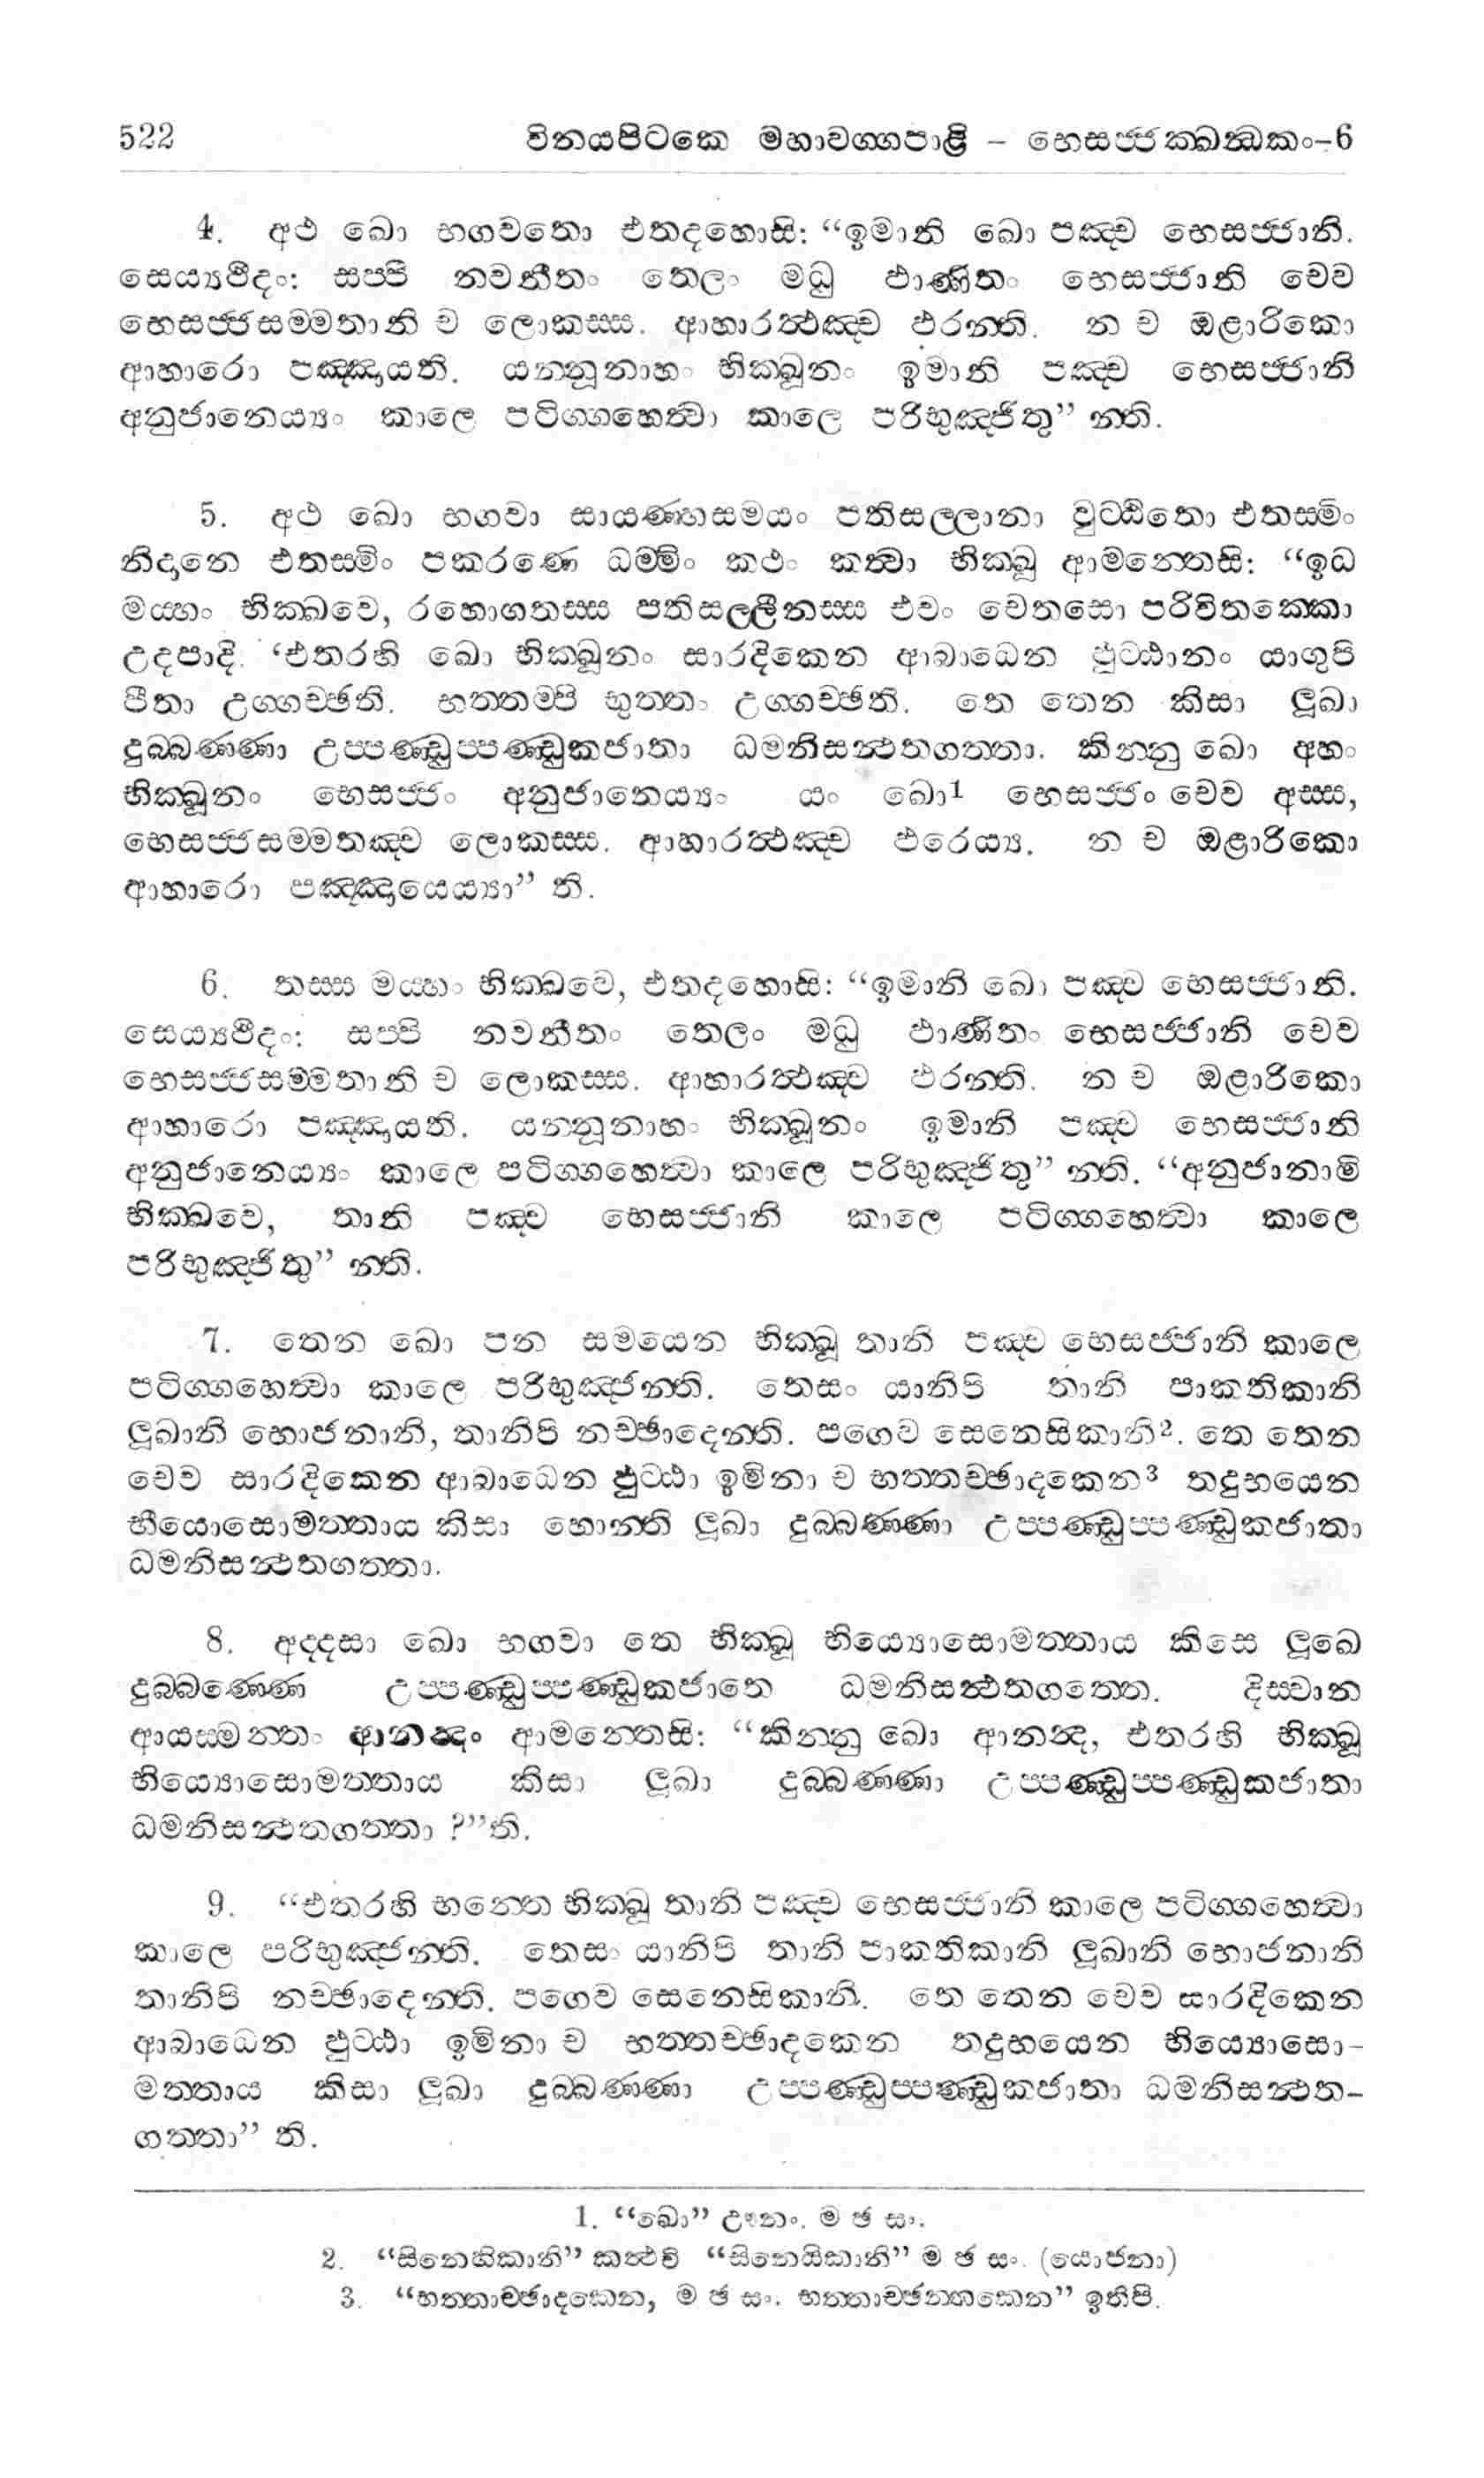 522 විනයපිටකෙ මහාවග්ගපාළි – භෙසජ්ජක්ඛන්ධකං–6
4. අථ ඛො භගවතො එතදහොසි: “ඉමානි ඛො පඤ්ච භෙසජ්ජානි.
සෙය්‍යථිදං: සප්පි නවනීතං තෙලං මධු ඵාණිතං භෙසජ්ජානි චෙව
භෙසජ්ජසම්මතානි ච ලොකස්ස. ආහාරත්ථඤ්ච ඵරන්ති. න ච ඔළාරිකො
ආහාරො පඤ්ඤායති. යන්නූනාහං භික්ඛූනං ඉමානි පඤ්ච භෙසජ්ජානි
අනුජානෙය්‍යං කාලෙ පටිග්ගහෙත්වා කාලෙ පරිභුඤ්ජිතු” න්ති.
5. අථ ඛො භගවා සායණ්හසමයං පතිසල්ලානා වුට්ඨිතො එතස්මිං
නිදානෙ එතස්මිං පකරණෙ ධම්මිං කථං කත්වා භික්ඛූ ආමන්තෙසි: “ඉධ
මය්හං භික්ඛවෙ, රහොගතස්ස පතිසල්ලීනස්ස එවං චෙතසො පරිවිතක්කො
උදපාදි. ‘එතරහි ඛො භික්ඛූනං සාරදිකෙන ආබාධෙන ඵුට්ඨානං යාගුපි
පීතා උග්ගච්ඡති. භත්තම්පි භුත්තං උග්ගච්ඡති. තෙ තෙන කිසා ලූඛා
දුබ්බණ්ණා උප්පණ්ඩුප්පණ්ඩුකජාතා ධමනිසන්ථතගත්තා. කින්නු ඛො අහං
භික්ඛූනං භෙසජ්ජං අනුජානෙය්‍යං යං ඛො1 භෙසජ්ජං චෙව අස්ස,
භෙසජ්ජසම්මතඤ්ච ලොකස්ස. ආහාරත්ථඤ්ච ඵරෙය්‍ය. න ච ඔළාරිකො
ආහාරො පඤ්ඤායෙය්‍යා” ති.
6. තස්ස මය්හං භික්ඛවෙ, එතදහොසි: “ඉමානි ඛො පඤ්ච භෙසජ්ජානි.
සෙය්‍යථිදං: සප්පි නවනීතං තෙලං මධු ඵාණිතං භෙසජ්ජානි චෙව
භෙසජ්ජසම්මතානි ච ලොකස්ස. ආහාරත්ථඤ්ච ඵරන්ති. න ච ඔළාරිකො
ආහාරො පඤ්ඤායති. යන්නූනාහං භික්ඛූනං ඉමානි පඤ්ච භෙසජ්ජානි
අනුජානෙය්‍යං කාලෙ පටිග්ගහෙත්වා කාලෙ පරිභුඤ්ජිතු” න්ති. “අනුජානාමි
භික්ඛවෙ, තානි පඤ්ච භෙසජ්ජානි කාලෙ පටිග්ගහෙත්වා කාලෙ
පරිභුඤ්ජිතු” න්ති.
7. තෙන ඛො පන සමයෙන භික්ඛූ තානි පඤ්ච භෙසජ්ජානි කාලෙ
පටිග්ගහෙත්වා කාලෙ පරිභුඤ්ජන්ති. තෙසං යානිපි තානි පාකතිකානි
ලූඛානි භොජනානි, තානිපි නච්ඡාදෙන්ති. පගෙව සෙනෙසිකානි2. තෙ තෙන
චෙව සාරදිකෙන ආබාධෙන ඵුට්ඨා ඉමිනා ච භත්තච්ඡාදකෙන3 තදුභයෙන
භීයොසොමත්තාය කිසා හොන්ති ලූඛා දුබ්බණ්ණා උප්පණ්ඩුප්පණ්ඩුකජාතා
ධමනිසන්ථතගත්තා.
8. අද්දසා ඛො භගවා තෙ භික්ඛූ භිය්‍යොසොමත්තාය කිසෙ ලූඛෙ
දුබ්බණ්ණෙ උප්පණ්ඩුප්පණ්ඩුකජාතෙ ධමනිසන්ථතගත්තෙ. දිස්වාන
ආයස්මන්තං ආනන්දං ආමන්තෙසි: “කින්නු ඛො ආනන්ද, එතරහි භික්ඛූ
භිය්‍යොසොමත්තාය කිසා ලූඛා දුබ්බණ්ණා උප්පණ්ඩුප්පණ්ඩුකජාතා
ධමනිසන්ථතගත්තා ?”ති.
9. “එතරහි භන්තෙ භික්ඛූ තානි පඤ්ච භෙසජ්ජානි කාලෙ පටිග්ගහෙත්වා
කාලෙ පරිභුඤ්ජන්ති. තෙසං යානිපි තානි පාකතිකානි ලූඛානි භොජනානි
තානිපි නච්ඡාදෙන්ති. පගෙව සෙනෙසිකානි. තෙ තෙන චෙව සාරදිකෙන
ආබාධෙන ඵුට්ඨා ඉමිනා ච භත්තච්ඡාදකෙන තදුභයෙන භිය්‍යොසො–
මත්තාය කිසා ලූඛා දුබ්බණ්ණා උප්පණ්ඩුප්පණ්ඩුකජාතා ධමනිසන්ථත–
ගත්තා” ති.
1. “ඛො” ඌනං. ම ඡ සං.
2. “සිනෙහිකානි” කත්ථචි “සිනෙසිකානි” ම ඡ සං. (යොජනා)
3. “භත්තාච්ඡාදකෙන, ම ඡ සං. භත්තාච්ඡන්නකෙන” ඉතිපි.